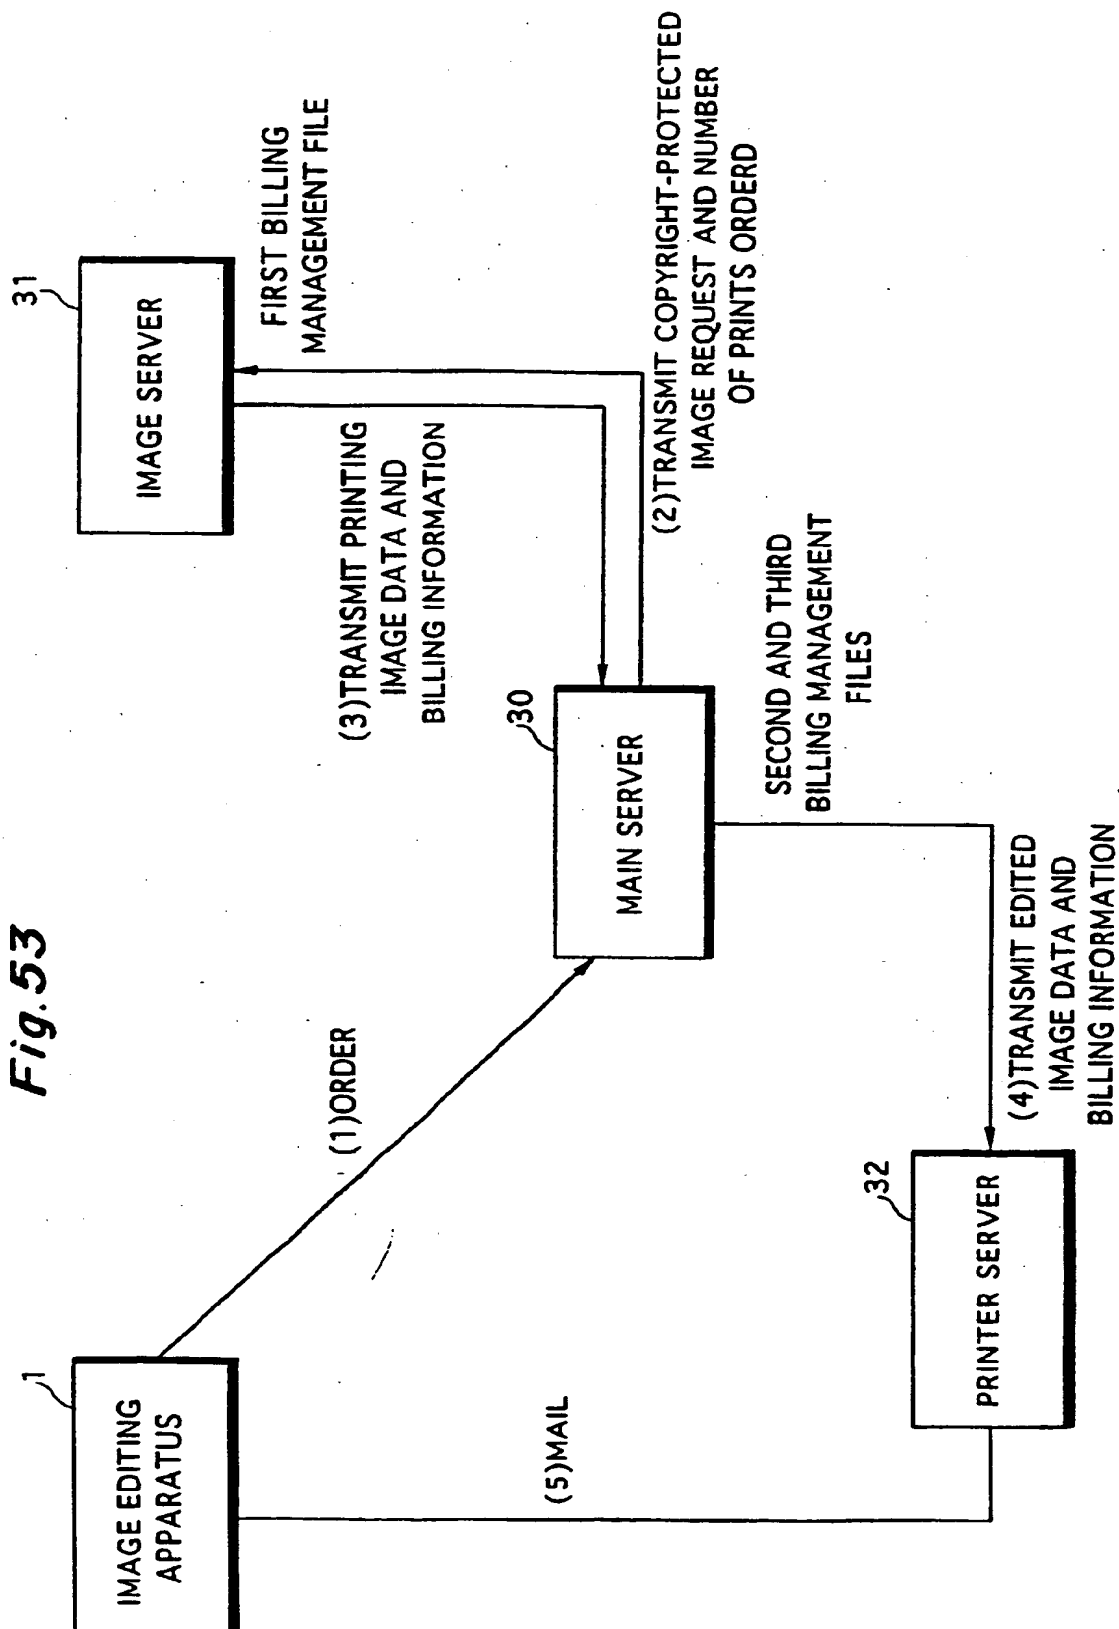 Fig.53
1
IMAGE EDITING
APPARATUS
(1)ORDER
30
MAIN SERVER
31
IMAGE SERVER
FIRST BILLING
MANAGEMENT FILE
(2)TRANSMIT COPYRIGHT-PROTECTED
IMAGE REQUEST AND NUMBER
OF PRINTS ORDERD
(3)TRANSMIT PRINTING
IMAGE DATA AND
BILLING INFORMATION
SECOND AND THIRD
BILLING MANAGEMENT
FILES
(4)TRANSMIT EDITED
IMAGE DATA AND
BILLING INFORMATION
32
PRINTER SERVER
(5)MAIL